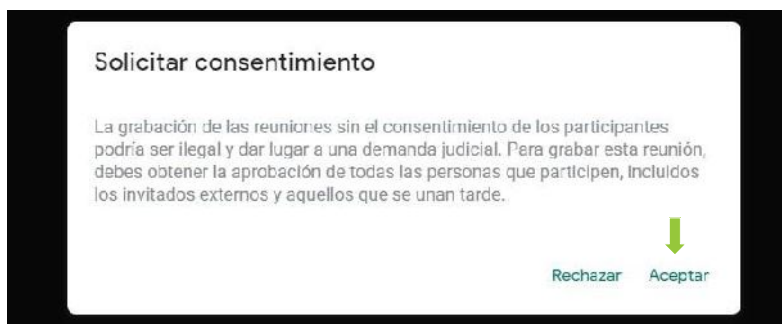 Solicitar consentimiento
La grabación de las reuniones sin el consentimiento de los participantes
podría ser ilegal y dar lugar a una demanda judicial. Para grabar esta reunión,
debes obtener la aprobación de todas las personas que participen, incluidos
los invitados externos y aquellos que se unan tarde.
Rechazar Aceptar